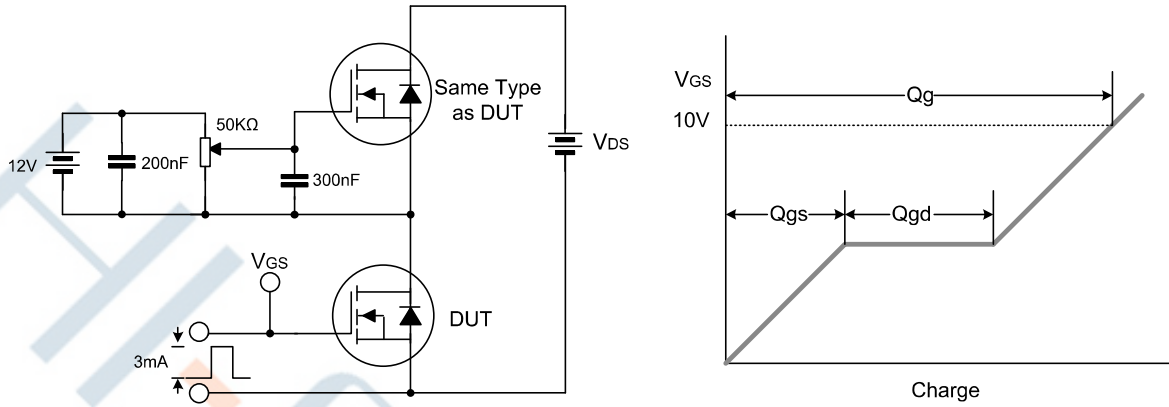 12V
200nF
50KΩ
300nF
Same Type
as DUT
VDS
VGS
3mA
DUT
VGS
10V
Qg
Qgs
Qgd
Charge